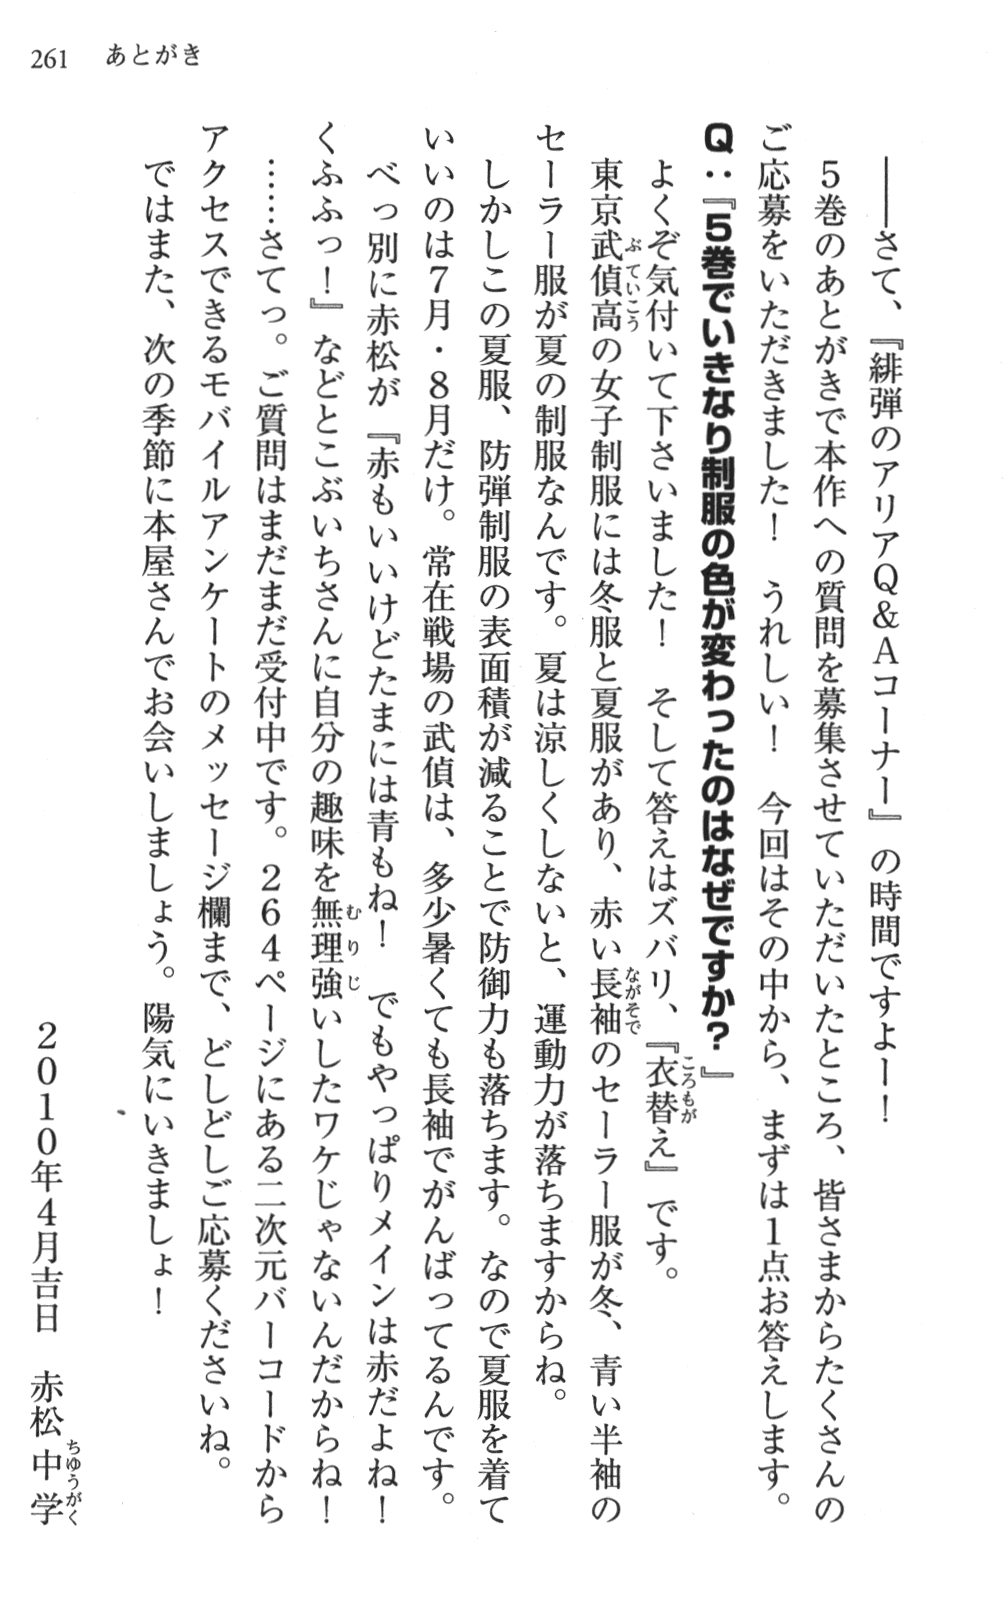 261　あとがき
――さて、『緋弾のアリアQ＆Aコーナー』の時間ですよー！
　5巻のあとがきで本作への質問を募集させていただいたところ、皆さまからたくさんの
ご応募をいただきました！　うれしい！　今回はその中から、まずは1点お答えします。
Q：『5巻でいきなり制服の色が変わったのはなぜですか？』
　よくぞ気付いて下さいました！　そして答えはズバリ、『衣替え』です。
　東京武偵高の女子制服には冬服と夏服があり、赤い長袖のセーラー服が冬、青い半袖の
セーラー服が夏の制服なんです。夏は涼しくしないと、運動力が落ちますからね。
　しかしこの夏服、防弾制服の表面積が減ることで防御力も落ちます。なので夏服を着て
いいのは7月・8月だけ。常在戦場の武偵は、多少暑くても長袖でがんばってるんです。
　べっ別に赤松が『赤もいいけどたまには青もね！　でもやっぱりメインは赤だよね！
くふふっ！』などとこぶいちさんに自分の趣味を無理強いしたワケじゃないんだからね！
　……さてっ。ご質問はまだまだ受付中です。264ページにある二次元バーコードから
アクセスできるモバイルアンケートのメッセージ欄まで、どしどしご応募くださいね。
　ではまた、次の季節に本屋さんでお会いしましょう。陽気にいきましょ！
2010年4月吉日　赤松中学